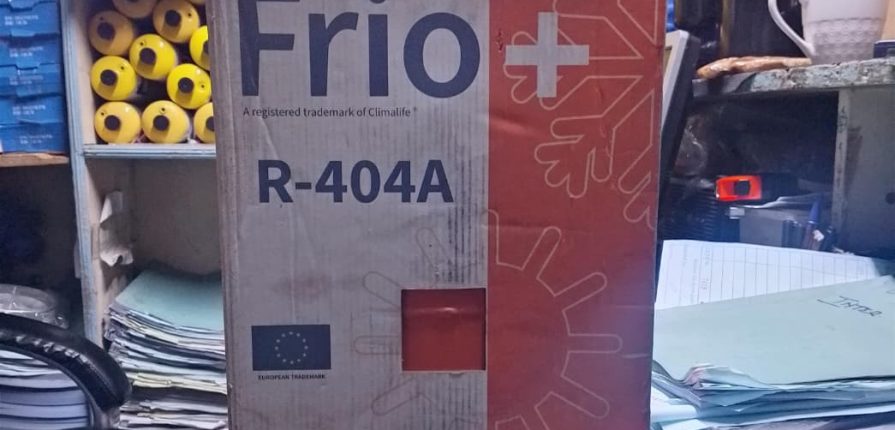 Frio+
A registered trademark of Climalife®
R-404A
EUROPEAN TRADEMARK